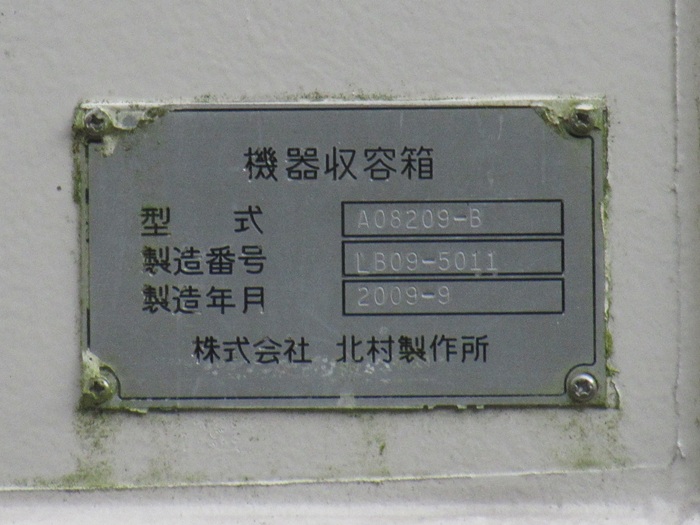 機器収容箱
型 式 A08209-B
製造番号 LB09-5011
製造年月 2009-9
株式会社 北村製作所